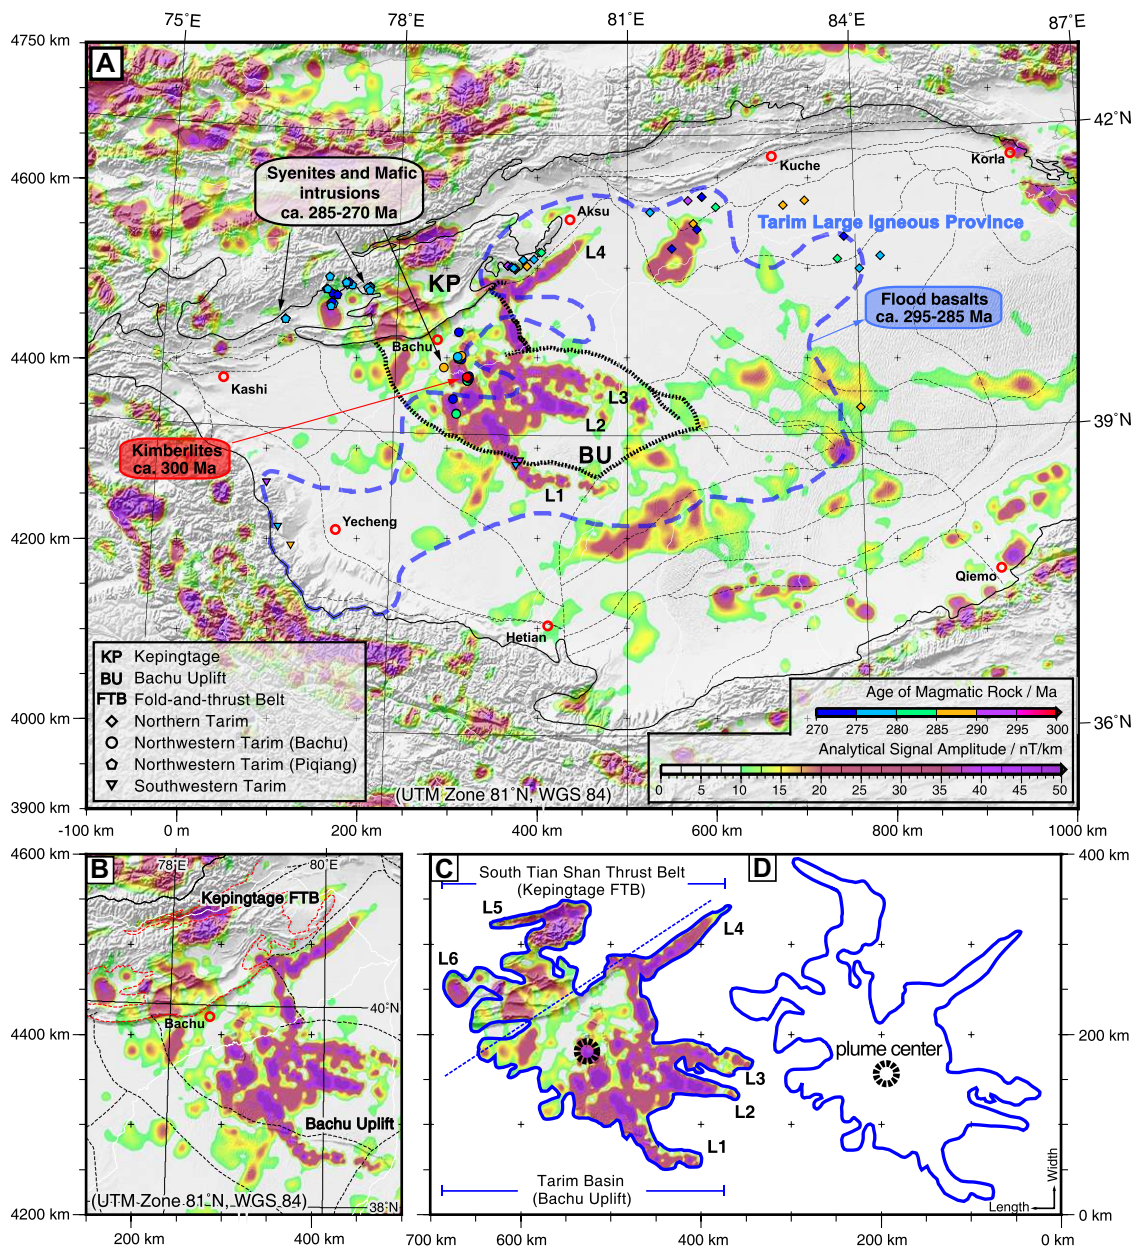 75°E 78°E 81°E 84°E 87°E
4750 km
A
42°N
Kuche
Korla
4600 km
Syenites and Mafic
intrusions
ca. 285-270 Ma
Aksu
Tarim Large Igneous Province
L4
KP
Flood basalts
ca. 295-285 Ma
Bachu
4400 km
Kashi
L3
39°N
L2
Kimberlites
ca. 300 Ma
BU
L1
Yecheng
4200 km
Qiemo
Hetian
KP Kepingtage
BU Bachu Uplift
FTB Fold-and-thrust Belt
Northern Tarim
Northwestern Tarim (Bachu)
Northwestern Tarim (Piqiang)
Southwestern Tarim
4000 km
36°N
Age of Magmatic Rock / Ma
270 275 280 285 290 295 300
Analytical Signal Amplitude / nT/km
0 5 10 15 20 25 30 35 40 45 50
(UTM Zone 81°N, WGS 84)
3900 km
-100 km 0 m 200 km 400 km 600 km 800 km 1000 km
4600 km
B
78°E 80°E
Kepingtage FTB
40°N
Bachu
4400 km
Bachu Uplift
(UTM Zone 81°N, WGS 84)
38°N
4200 km
200 km 400 km
C
South Tian Shan Thrust Belt
(Kepingtage FTB)
L5
L4
L6
L3
L2
L1
Tarim Basin
(Bachu Uplift)
700 km 600 km 400 km
D
400 km
200 km
plume center
Width
Length
0 km
200 km 0 m